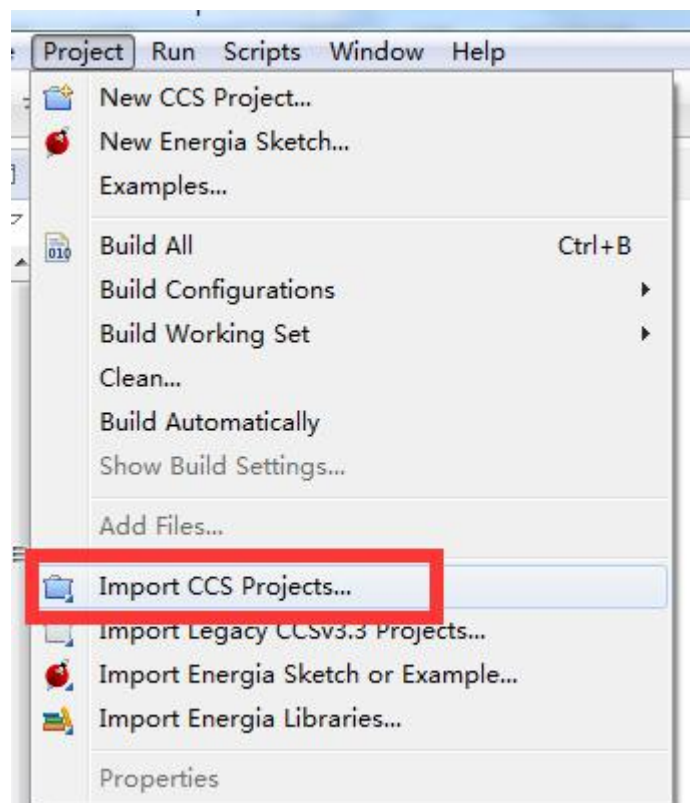 Project Run Scripts Window Help
New CCS Project...
New Energia Sketch...
Examples...
010 Build All Ctrl+B
Build Configurations
Build Working Set
Clean...
Build Automatically
Show Build Settings...
Add Files...
Import CCS Projects...
Import Legacy CCSv3.3 Projects...
Import Energia Sketch or Example...
Import Energia Libraries...
Properties